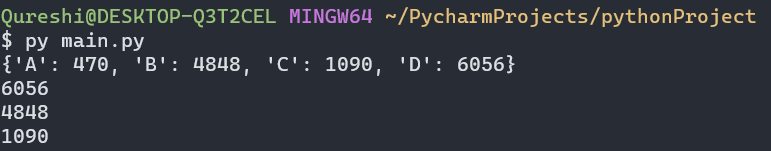 Qureshi@DESKTOP-Q3T2CEL MINGW64 ~/PycharmProjects/pythonProject
$ py main.py
{'A': 470, 'B': 4848, 'C': 1090, 'D': 6056}
6056
4848
1090